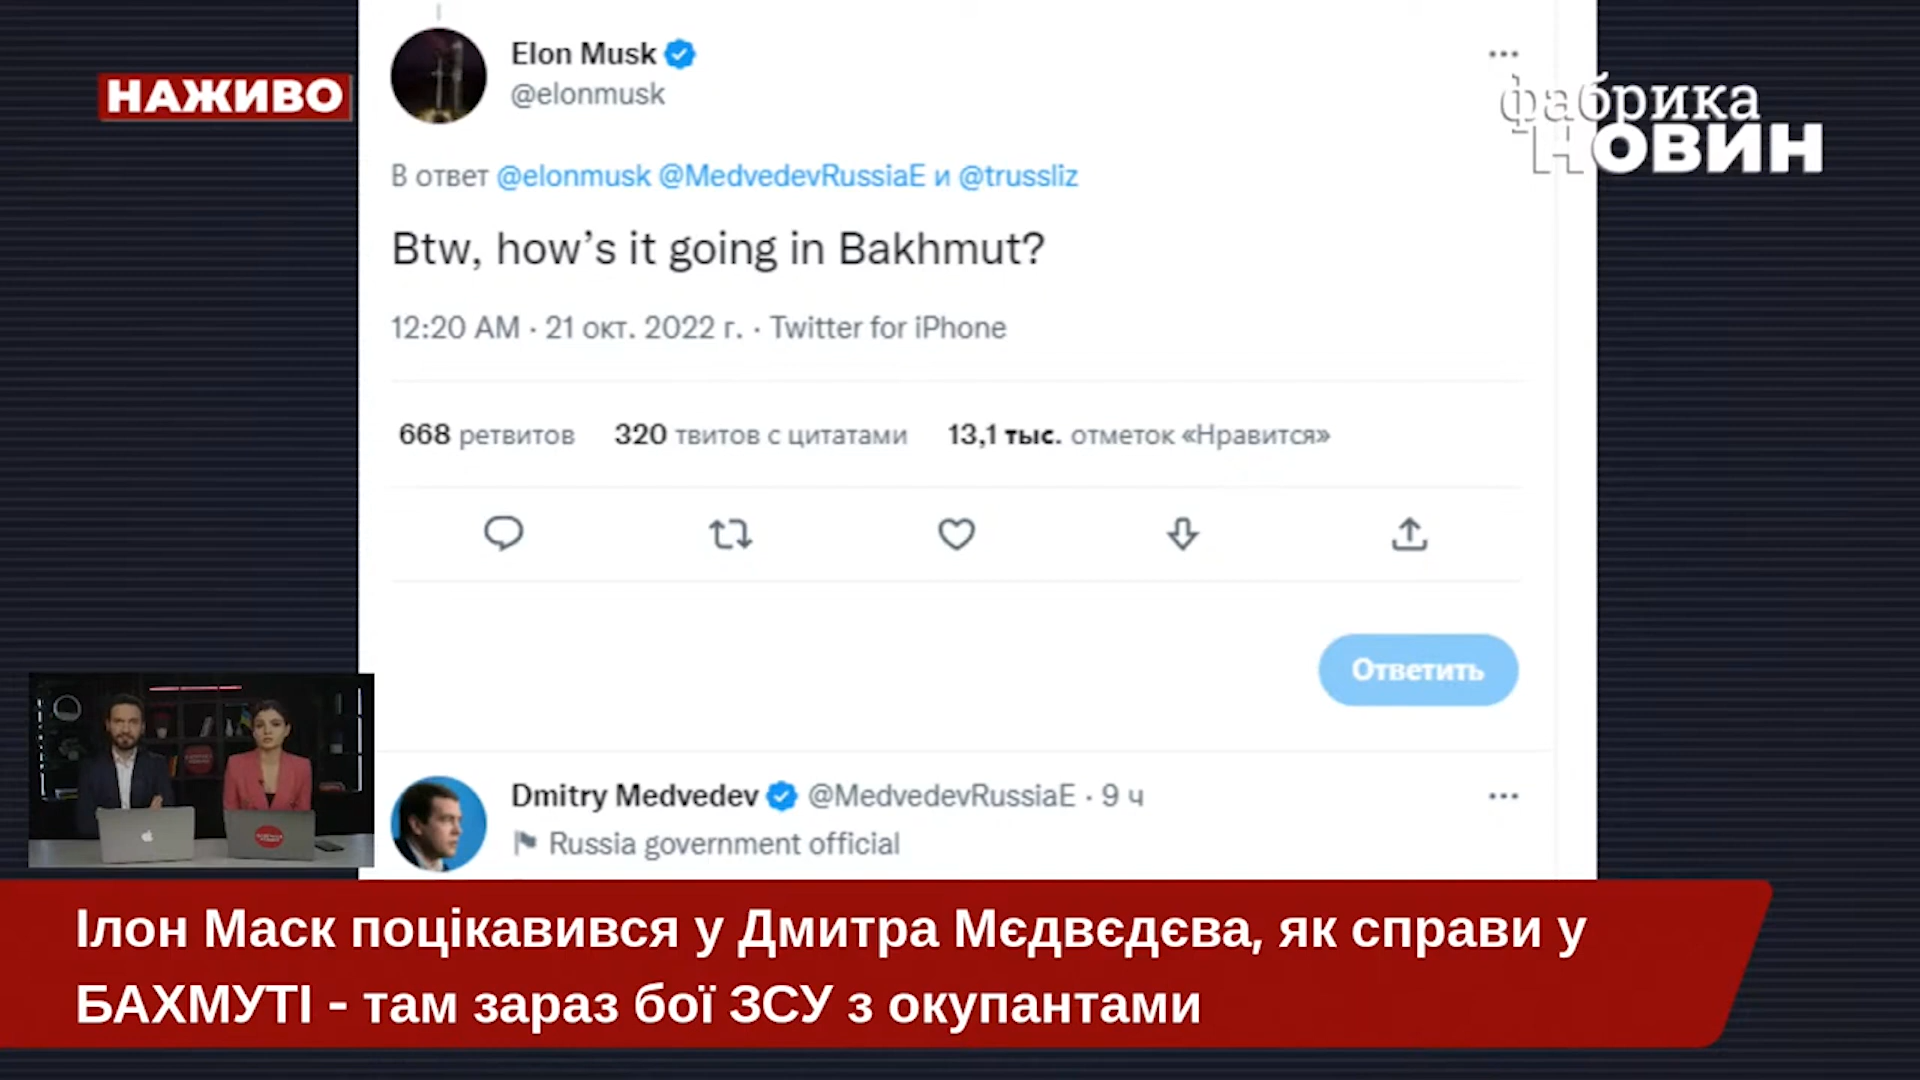 НАЖИВО
фабрика
НОВИН
Elon Musk
@elonmusk
В ответ @elonmusk @MedvedevRussiaE и @trussliz
Btw, how’s it going in Bakhmut?
12:20 AM · 21 окт. 2022 г. · Twitter for iPhone
668 ретвитов 320 твитов с цитатами 13,1 тыс. отметок «Нравится»
Ответить
Dmitry Medvedev @MedvedevRussiaE · 9 ч
Russia government official
Ілон Маск поцікавився у Дмитра Мєдвєдєва, як справи у
БАХМУТІ - там зараз бої ЗСУ з окупантами